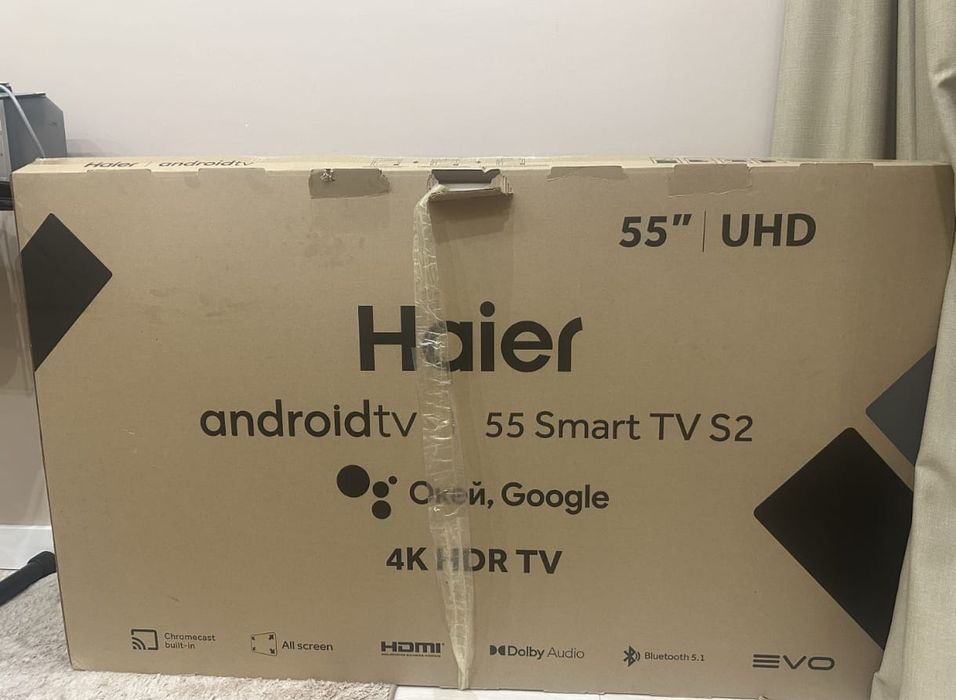 Haier | androidtv
55" | UHD
Haier
androidtv 55 Smart TV S2
Окей, Google
4K HDR TV
Chromecast
built-in
All screen
HDMI
Dolby Audio
Bluetooth 5.1
EVO